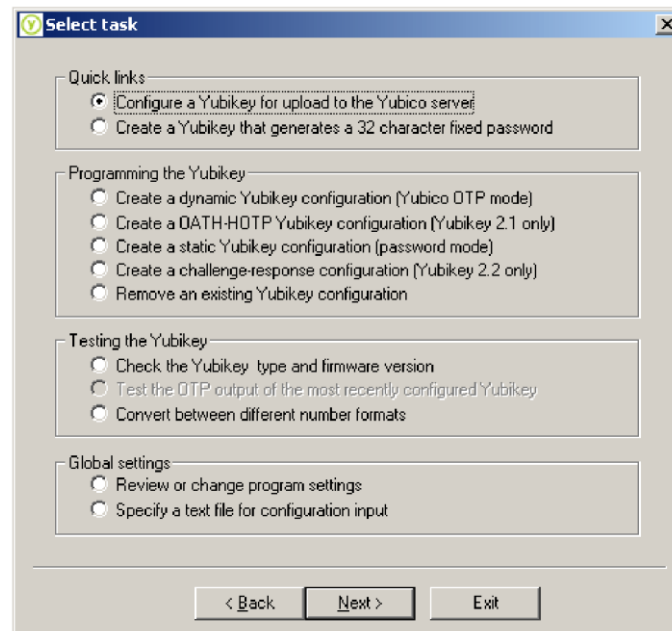 Select task
Quick links
Configure a Yubikey for upload to the Yubico server
Create a Yubikey that generates a 32 character fixed password
Programming the Yubikey
Create a dynamic Yubikey configuration (Yubico OTP mode)
Create a OATH-HOTP Yubikey configuration (Yubikey 2.1 only)
Create a static Yubikey configuration (password mode)
Create a challenge-response configuration (Yubikey 2.2 only)
Remove an existing Yubikey configuration
Testing the Yubikey
Check the Yubikey type and firmware version
Test the OTP output of the most recently configured Yubikey
Convert between different number formats
Global settings
Review or change program settings
Specify a text file for configuration input
< Back Next > Exit